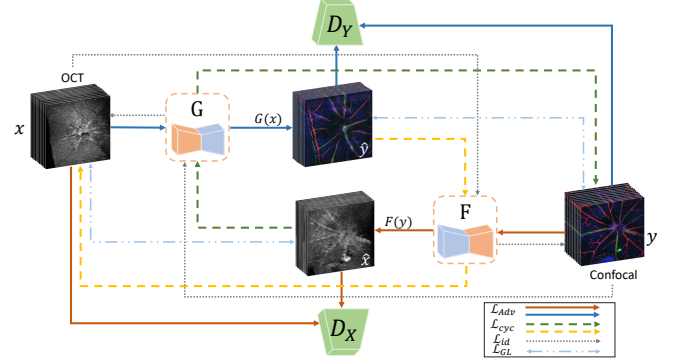 D_Y
OCT
x
G
G(x)
ŷ
F
F(y)
x̂
y
Confocal
D_X
ℒ_Adv
ℒ_cyc
ℒ_id
ℒ_GL